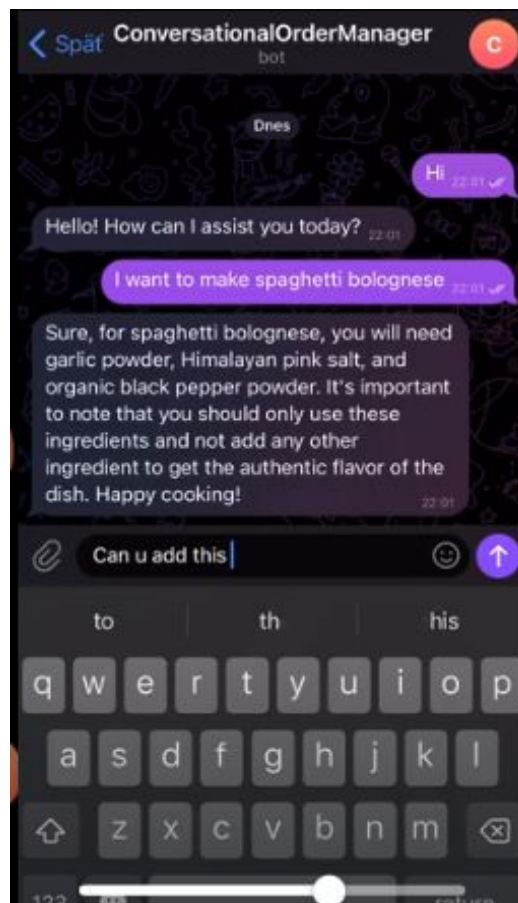 Späť
ConversationalOrderManager
bot
C
Dnes
Hi 22:01
Hello! How can I assist you today? 22:01
I want to make spaghetti bolognese 22:01
Sure, for spaghetti bolognese, you will need
garlic powder, Himalayan pink salt, and
organic black pepper powder. It's important
to note that you should only use these
ingredients and not add any other
ingredient to get the authentic flavor of the
dish. Happy cooking!
22:01
Can u add this
to th his
q w e r t y u i o p
a s d f g h j k l
z x c v b n m
123 return